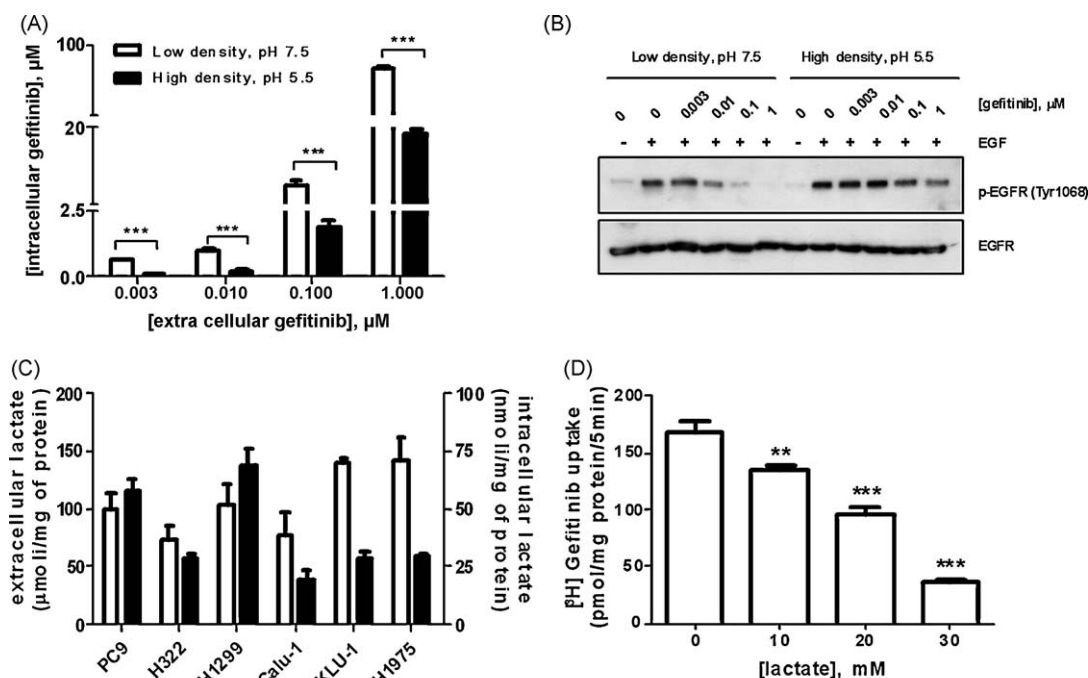 (A)
100
Low density, pH 7.5
High density, pH 5.5
20
2.5
0.0
***
***
***
***
[intracellular gefitinib], µM
0.003 0.010 0.100 1.000
[extra cellular gefitinib], µM
(B)
Low density, pH 7.5 High density, pH 5.5
0 0 0.003 0.01 0.1 1 0 0 0.003 0.01 0.1 1 [gefitinib], µM
- + + + + + - + + + + + EGF
p-EGFR (Tyr1068)
EGFR
(C)
extracellular lactate
(µmoli/mg of protein)
200
150
100
50
0
100
75
50
25
0
intracellular lactate
(nmoli/mg of protein)
PC9 H322 H1299 Calu-1 KLU-1 H1975
(D)
[³H] Gefitinib uptake
(pmol/mg protein/5min)
200
150
100
50
0
**
***
***
0 10 20 30
[lactate], mM